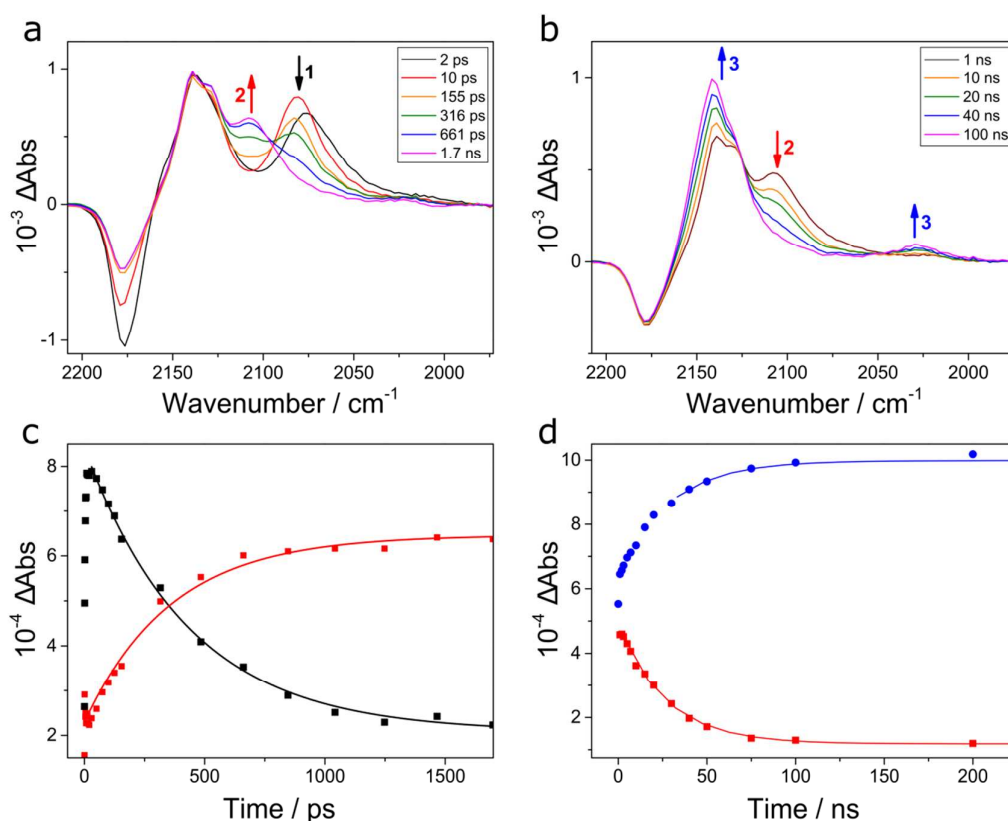 a
10⁻³ ΔAbs
1
0
-1
2
1
2 ps
10 ps
155 ps
316 ps
661 ps
1.7 ns
2200 2150 2100 2050 2000
Wavenumber / cm⁻¹
b
10⁻³ ΔAbs
1
0
3
2
3
1 ns
10 ns
20 ns
40 ns
100 ns
2200 2150 2100 2050 2000
Wavenumber / cm⁻¹
c
10⁻⁴ ΔAbs
8
6
4
2
0 500 1000 1500
Time / ps
d
10⁻⁴ ΔAbs
10
8
6
4
2
0 50 100 150 200
Time / ns